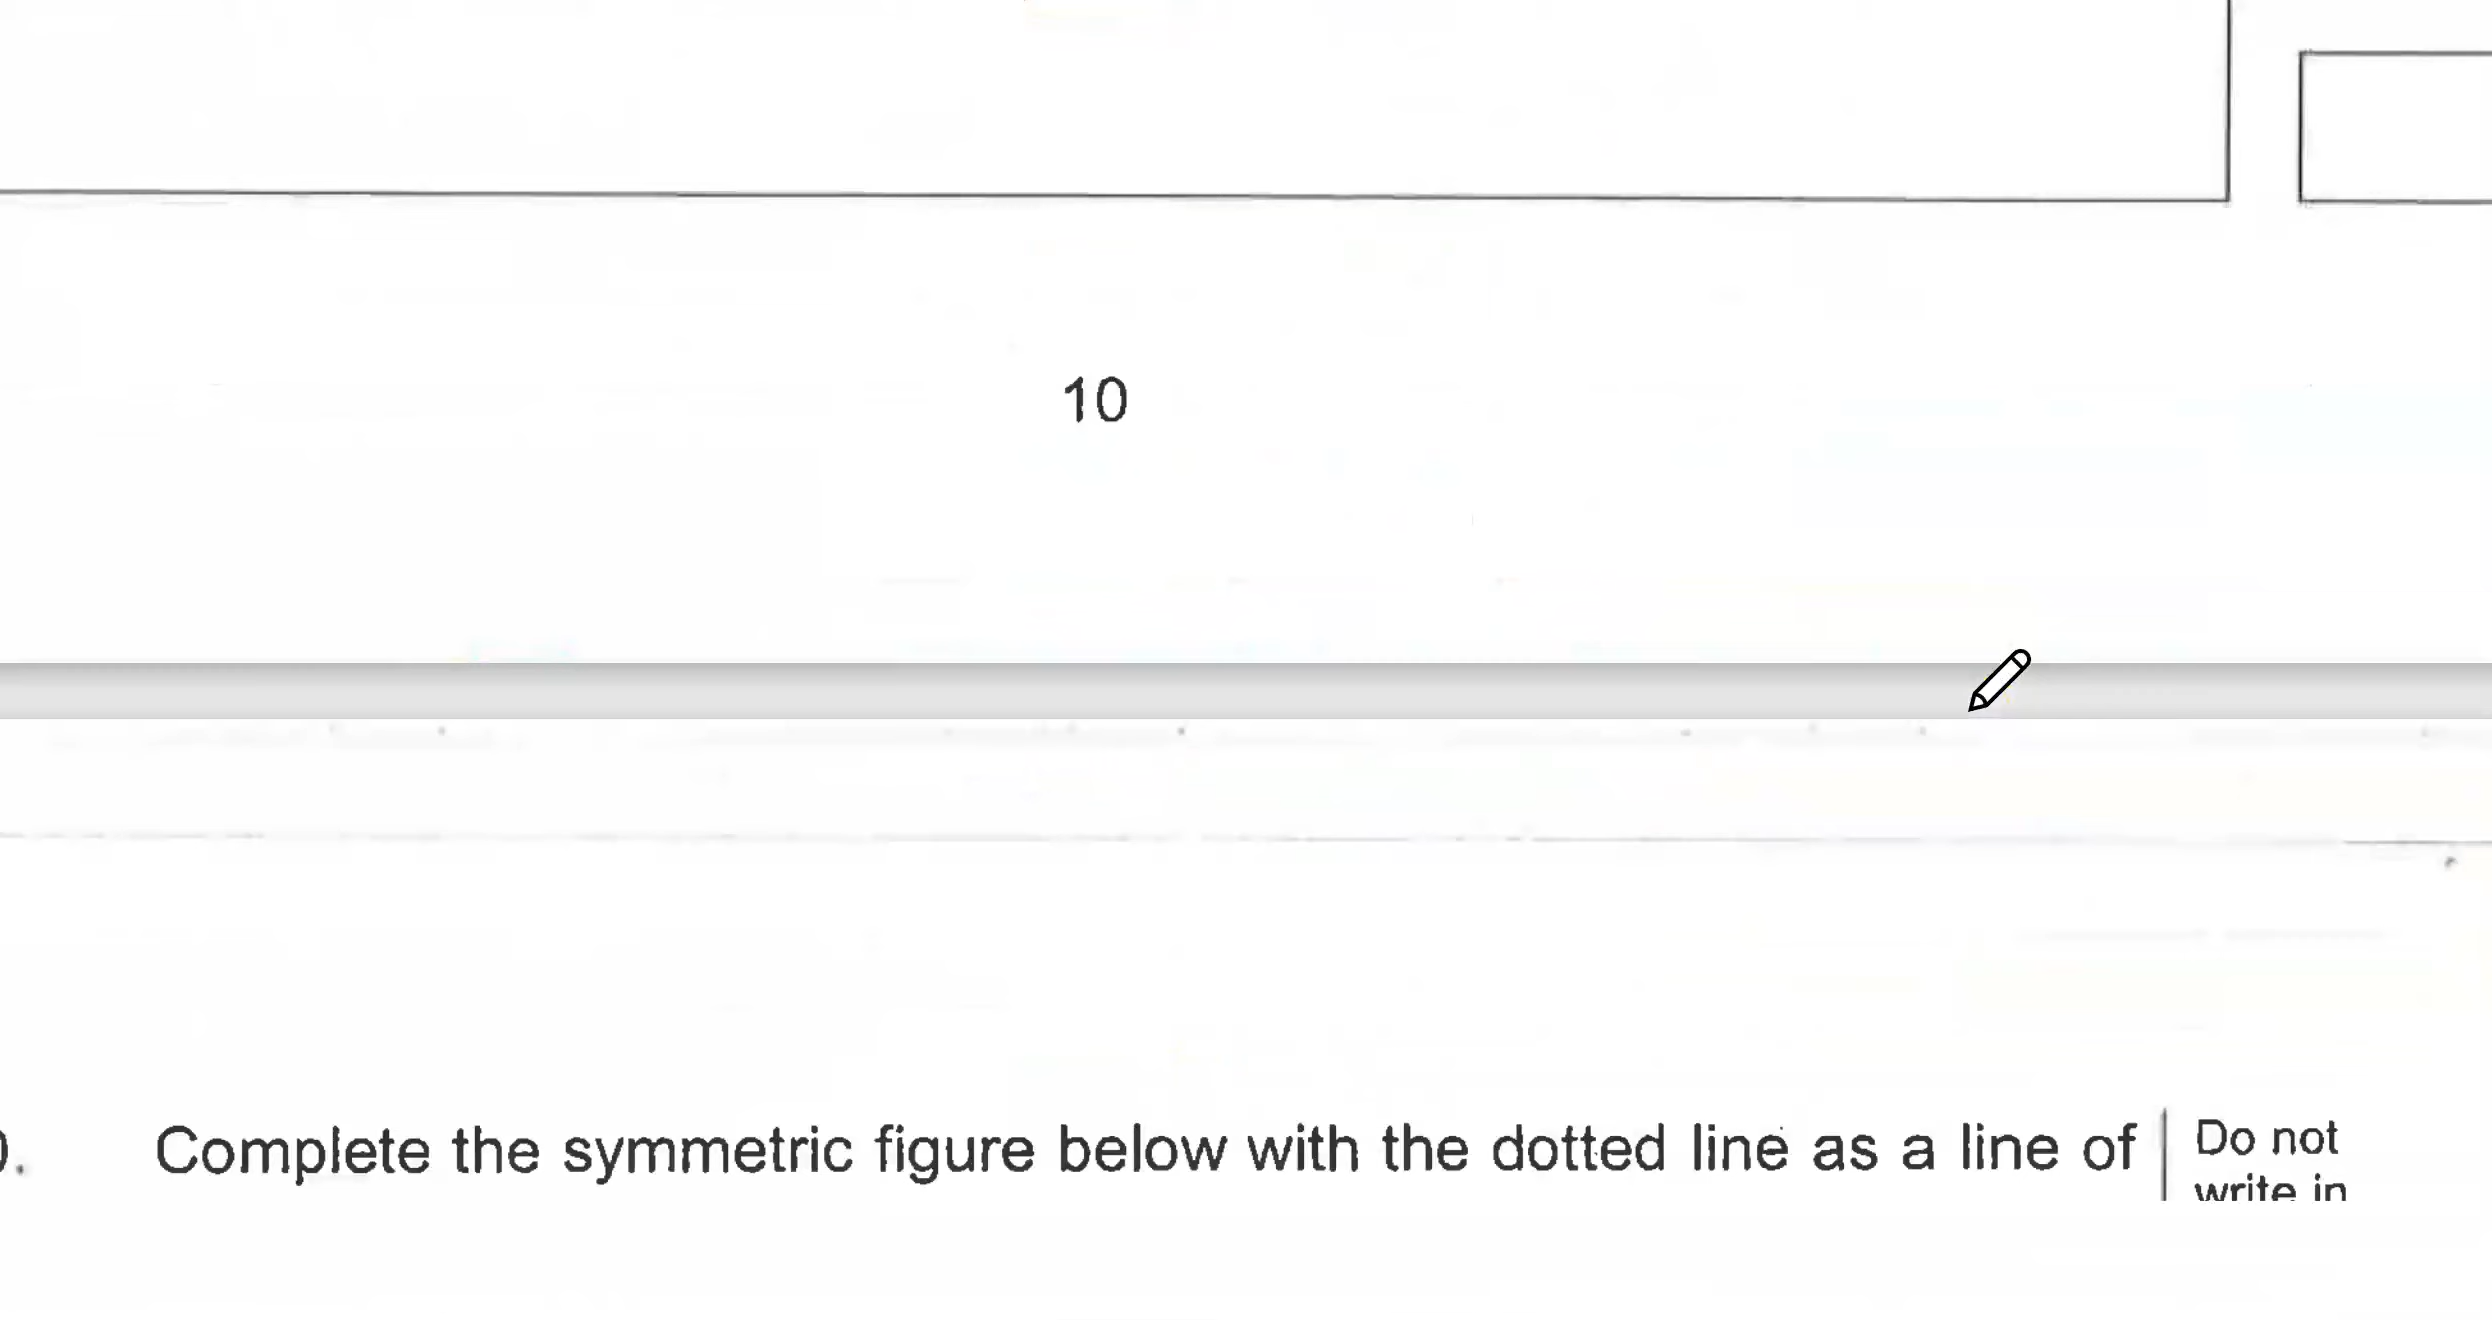 10
Complete the symmetric figure below with the dotted line as a line of
Do not
write in